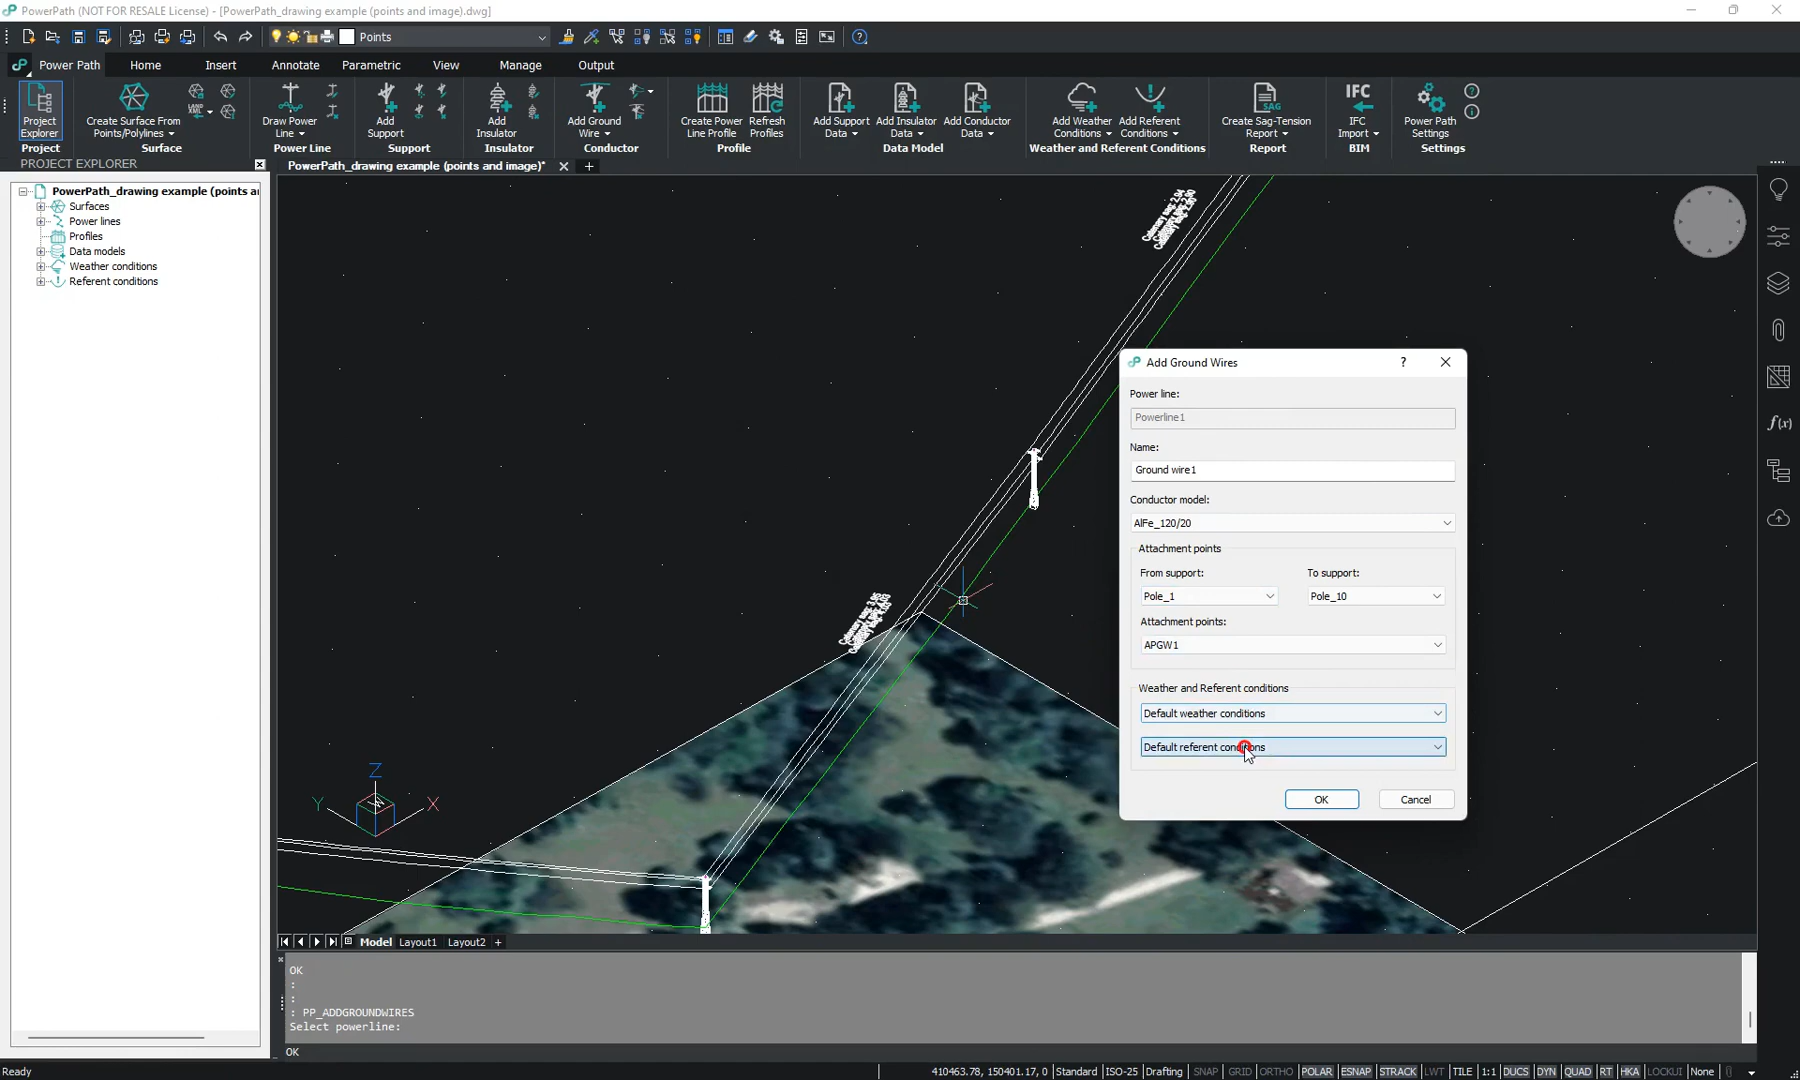 PowerPath (NOT FOR RESALE License) - [PowerPath_drawing example (points and image).dwg]
Points
Power Path Home Insert Annotate Parametric View Manage Output
Project Explorer
Project
Create Surface From Points/Polylines
LAND XML
Surface
Draw Power Line
Power Line
Add Support
Support
Add Insulator
Insulator
Add Ground Wire
Conductor
Create Power Line Profile
Refresh Profiles
Profile
Add Support Data
Add Insulator Data
Add Conductor Data
Data Model
Add Weather Conditions
Add Referent Conditions
Weather and Referent Conditions
SAG
Create Sag-Tension Report
Report
IFC
IFC Import
BIM
Power Path Settings
Settings
PROJECT EXPLORER
PowerPath_drawing example (points and image)*
PowerPath_drawing example (points a
Surfaces
Power lines
Profiles
Data models
Weather conditions
Referent conditions
Add Ground Wires
?
Power line:
Powerline1
Name:
Ground wire1
Conductor model:
AlFe_120/20
Attachment points
From support: To support:
Pole_1 Pole_10
Attachment points:
APGW1
Weather and Referent conditions
Default weather conditions
Default referent conditions
OK Cancel
Z
Y X
W
Model Layout1 Layout2 +
OK
:
:
: PP_ADDGROUNDWIRES
Select powerline:
OK
Ready
410463.78, 150401.17, 0 Standard ISO-25 Drafting SNAP GRID ORTHO POLAR ESNAP STRACK LWT TILE 1:1 DUCS DYN QUAD RT HKA LOCKUI None
f(x)